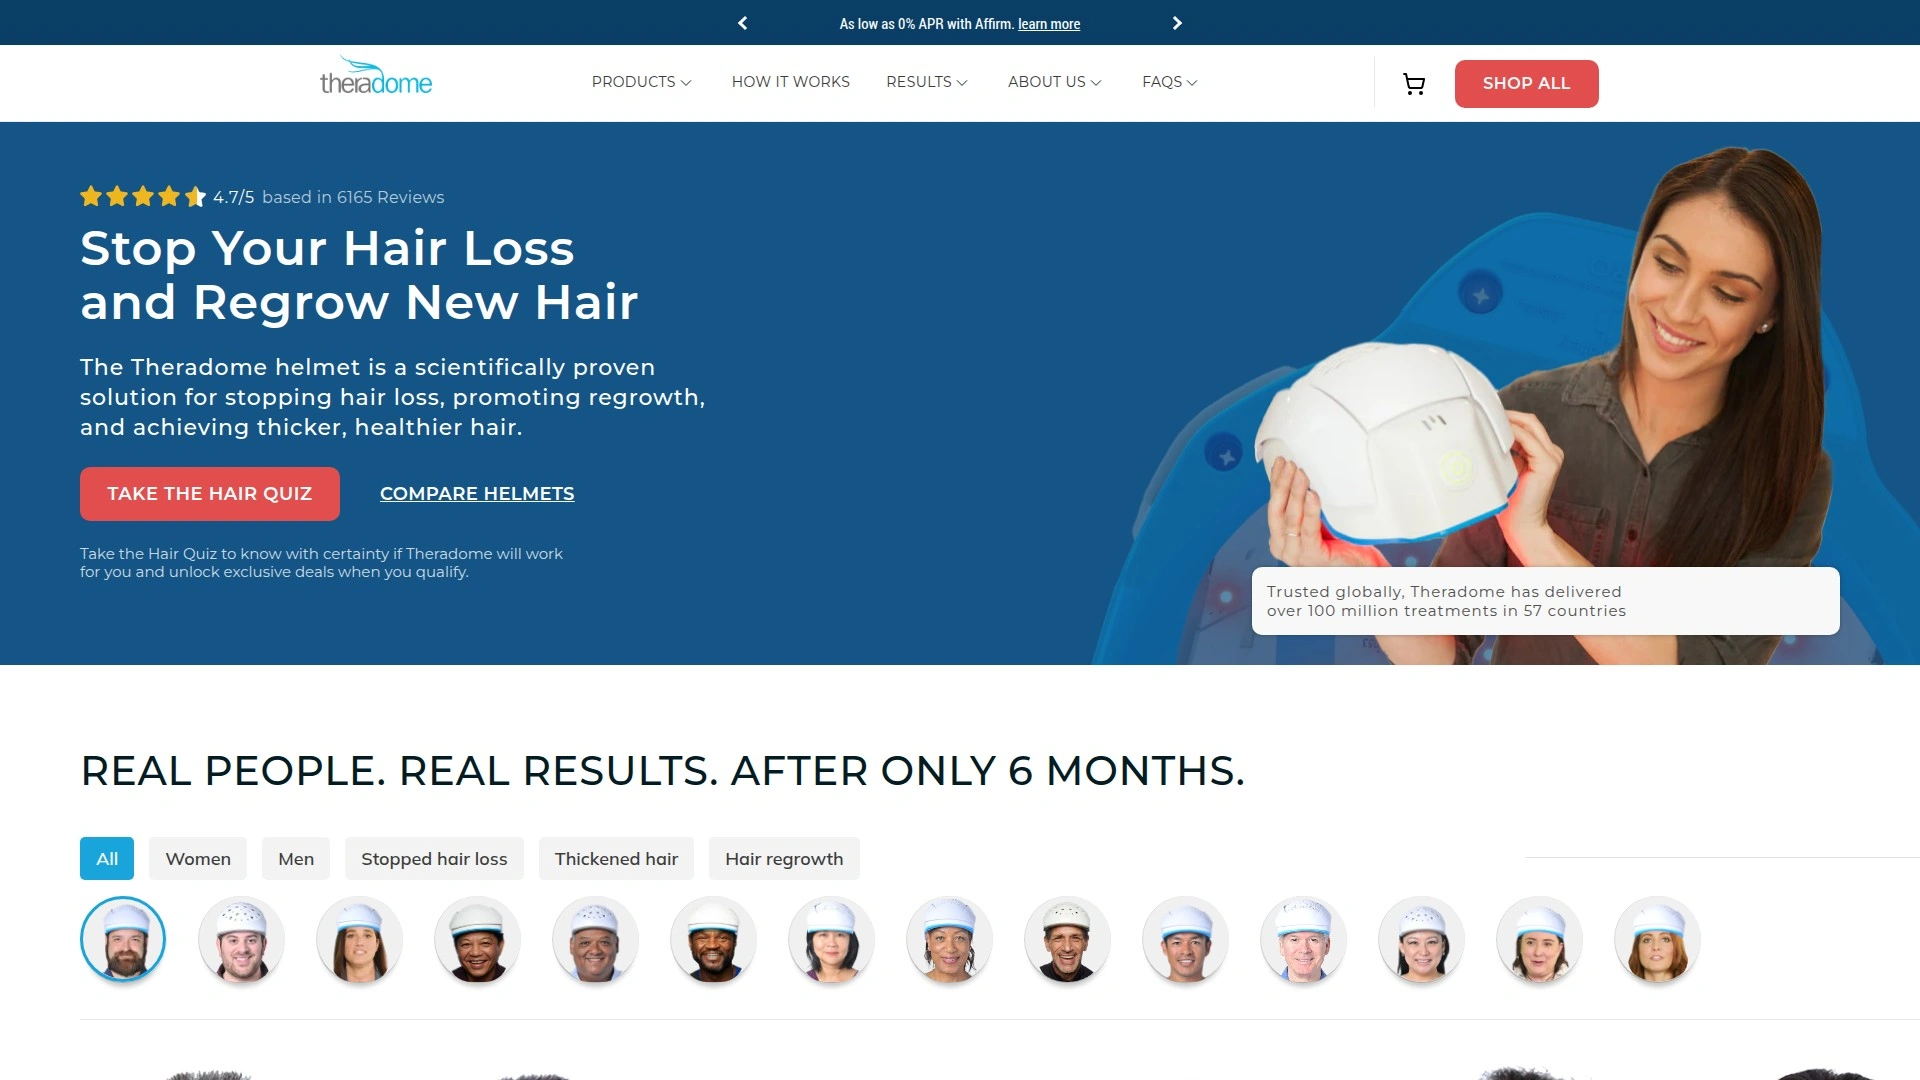 As low as 0% APR with Affirm. learn more
theradome
PRODUCTS HOW IT WORKS RESULTS ABOUT US FAQS SHOP ALL
4.7/5 based in 6165 Reviews
Stop Your Hair Loss
and Regrow New Hair
The Theradome helmet is a scientifically proven
solution for stopping hair loss, promoting regrowth,
and achieving thicker, healthier hair.
TAKE THE HAIR QUIZ COMPARE HELMETS
Take the Hair Quiz to know with certainty if Theradome will work
for you and unlock exclusive deals when you qualify.
Trusted globally, Theradome has delivered
over 100 million treatments in 57 countries
REAL PEOPLE. REAL RESULTS. AFTER ONLY 6 MONTHS.
All Women Men Stopped hair loss Thickened hair Hair regrowth